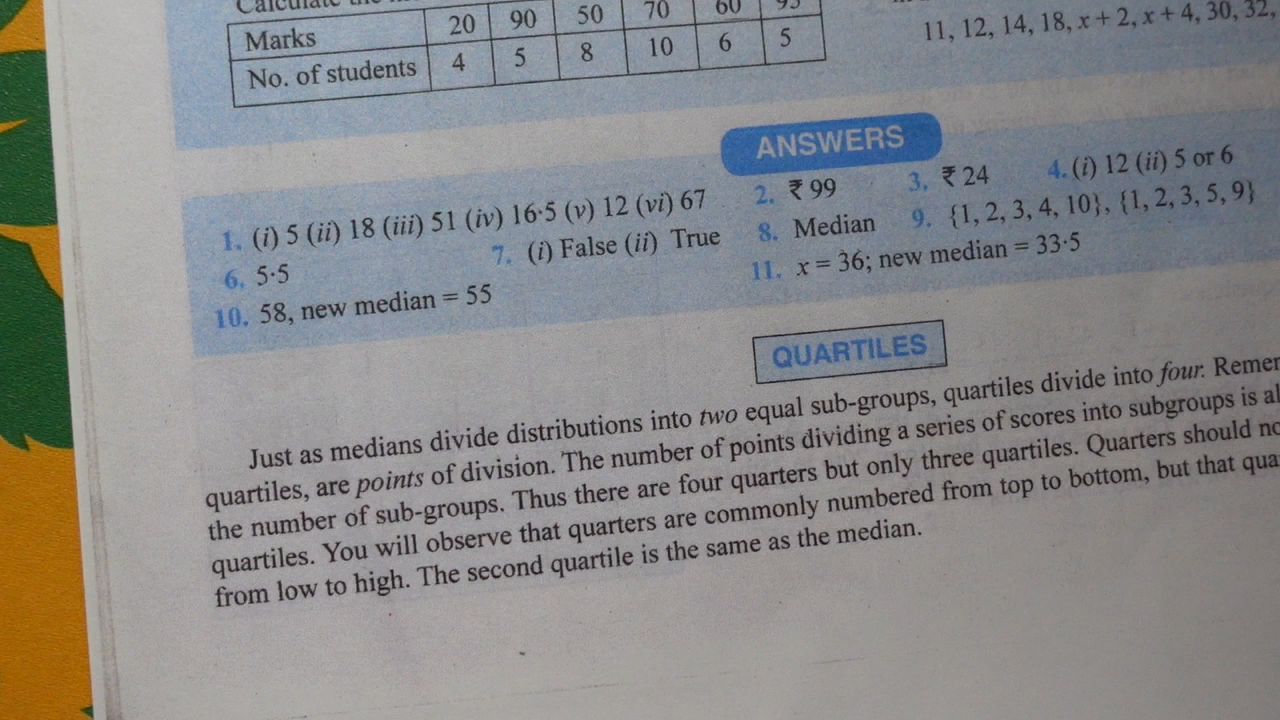 Calculate the
Marks 20 90 50 70 60 95
No. of students 4 5 8 10 6 5
11, 12, 14, 18, x + 2, x + 4, 30, 32,
ANSWERS
1. (i) 5 (ii) 18 (iii) 51 (iv) 16·5 (v) 12 (vi) 67 2. ₹ 99 3. ₹ 24 4. (i) 12 (ii) 5 or 6
6. 5·5 7. (i) False (ii) True 8. Median 9. {1, 2, 3, 4, 10}, {1, 2, 3, 5, 9}
10. 58, new median = 55 11. x = 36; new median = 33·5
QUARTILES
Just as medians divide distributions into two equal sub-groups, quartiles divide into four. Remer
quartiles, are points of division. The number of points dividing a series of scores into subgroups is al
the number of sub-groups. Thus there are four quarters but only three quartiles. Quarters should no
quartiles. You will observe that quarters are commonly numbered from top to bottom, but that qua
from low to high. The second quartile is the same as the median.